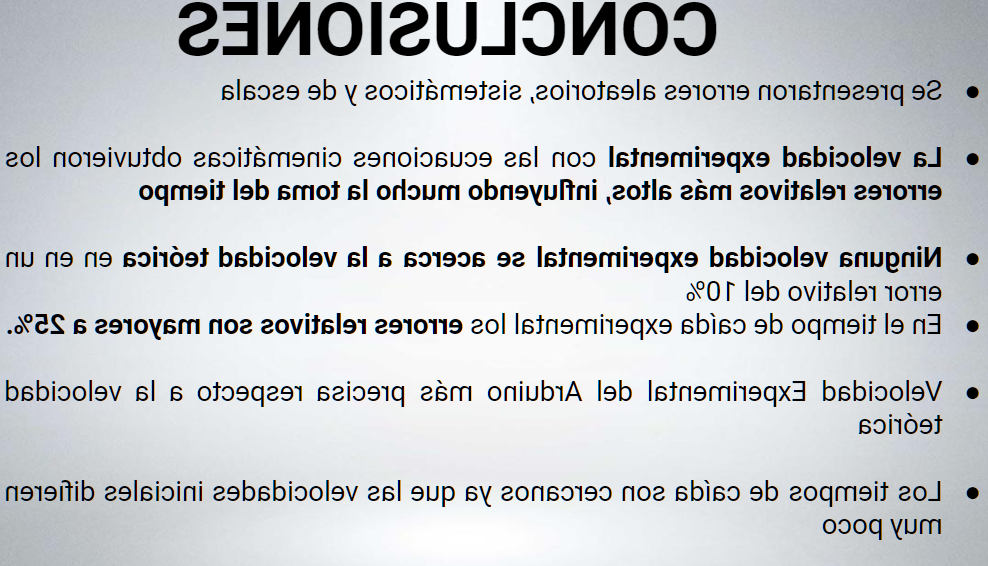 CONCLUSIONES
● Se presentaron errores aleatorios, sistemáticos y de escala
● La velocidad experimental con las ecuaciones cinemáticas obtuvieron los
errores relativos más altos, influyendo mucho la toma del tiempo
● Ninguna velocidad experimental se acerca a la velocidad teórica en en un
error relativo del 10%
● En el tiempo de caída experimental los errores relativos son mayores a 25%.
● Velocidad Experimental del Arduino más precisa respecto a la velocidad
teórica
● Los tiempos de caída son cercanos ya que las velocidades iniciales difieren
muy poco